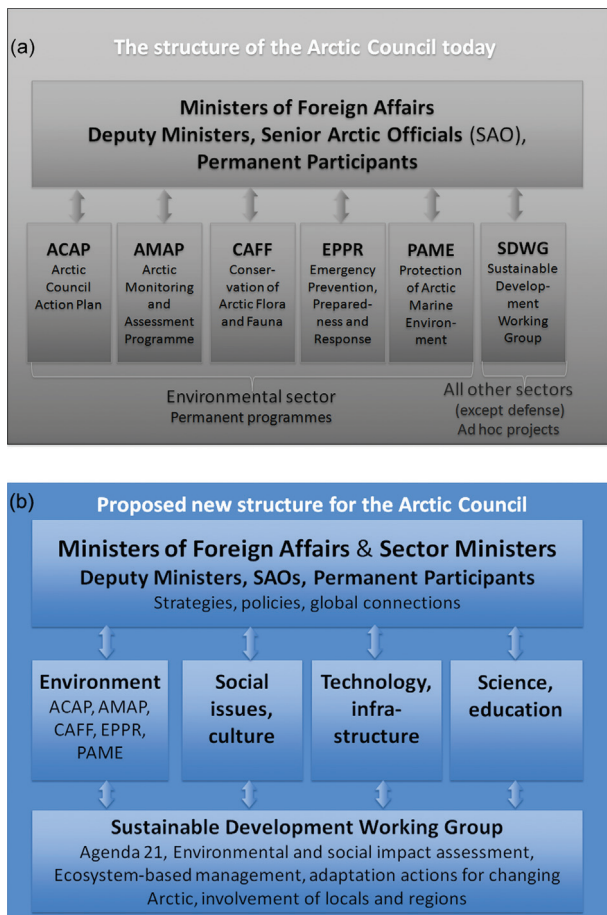 (a)
The structure of the Arctic Council today
Ministers of Foreign Affairs
Deputy Ministers, Senior Arctic Officials (SAO),
Permanent Participants
ACAP
Arctic
Council
Action Plan
AMAP
Arctic
Monitoring
and
Assessment
Programme
CAFF
Conser-
vation of
Arctic Flora
and Fauna
EPPR
Emergency
Prevention,
Prepared-
ness and
Response
PAME
Protection
of Arctic
Marine
Environ-
ment
SDWG
Sustainable
Develop-
ment
Working
Group
Environmental sector
Permanent programmes
All other sectors
(except defense)
Ad hoc projects
(b)
Proposed new structure for the Arctic Council
Ministers of Foreign Affairs & Sector Ministers
Deputy Ministers, SAOs, Permanent Participants
Strategies, policies, global connections
Environment
ACAP, AMAP,
CAFF, EPPR,
PAME
Social
issues,
culture
Technology,
infra-
structure
Science,
education
Sustainable Development Working Group
Agenda 21, Environmental and social impact assessment,
Ecosystem-based management, adaptation actions for changing
Arctic, involvement of locals and regions